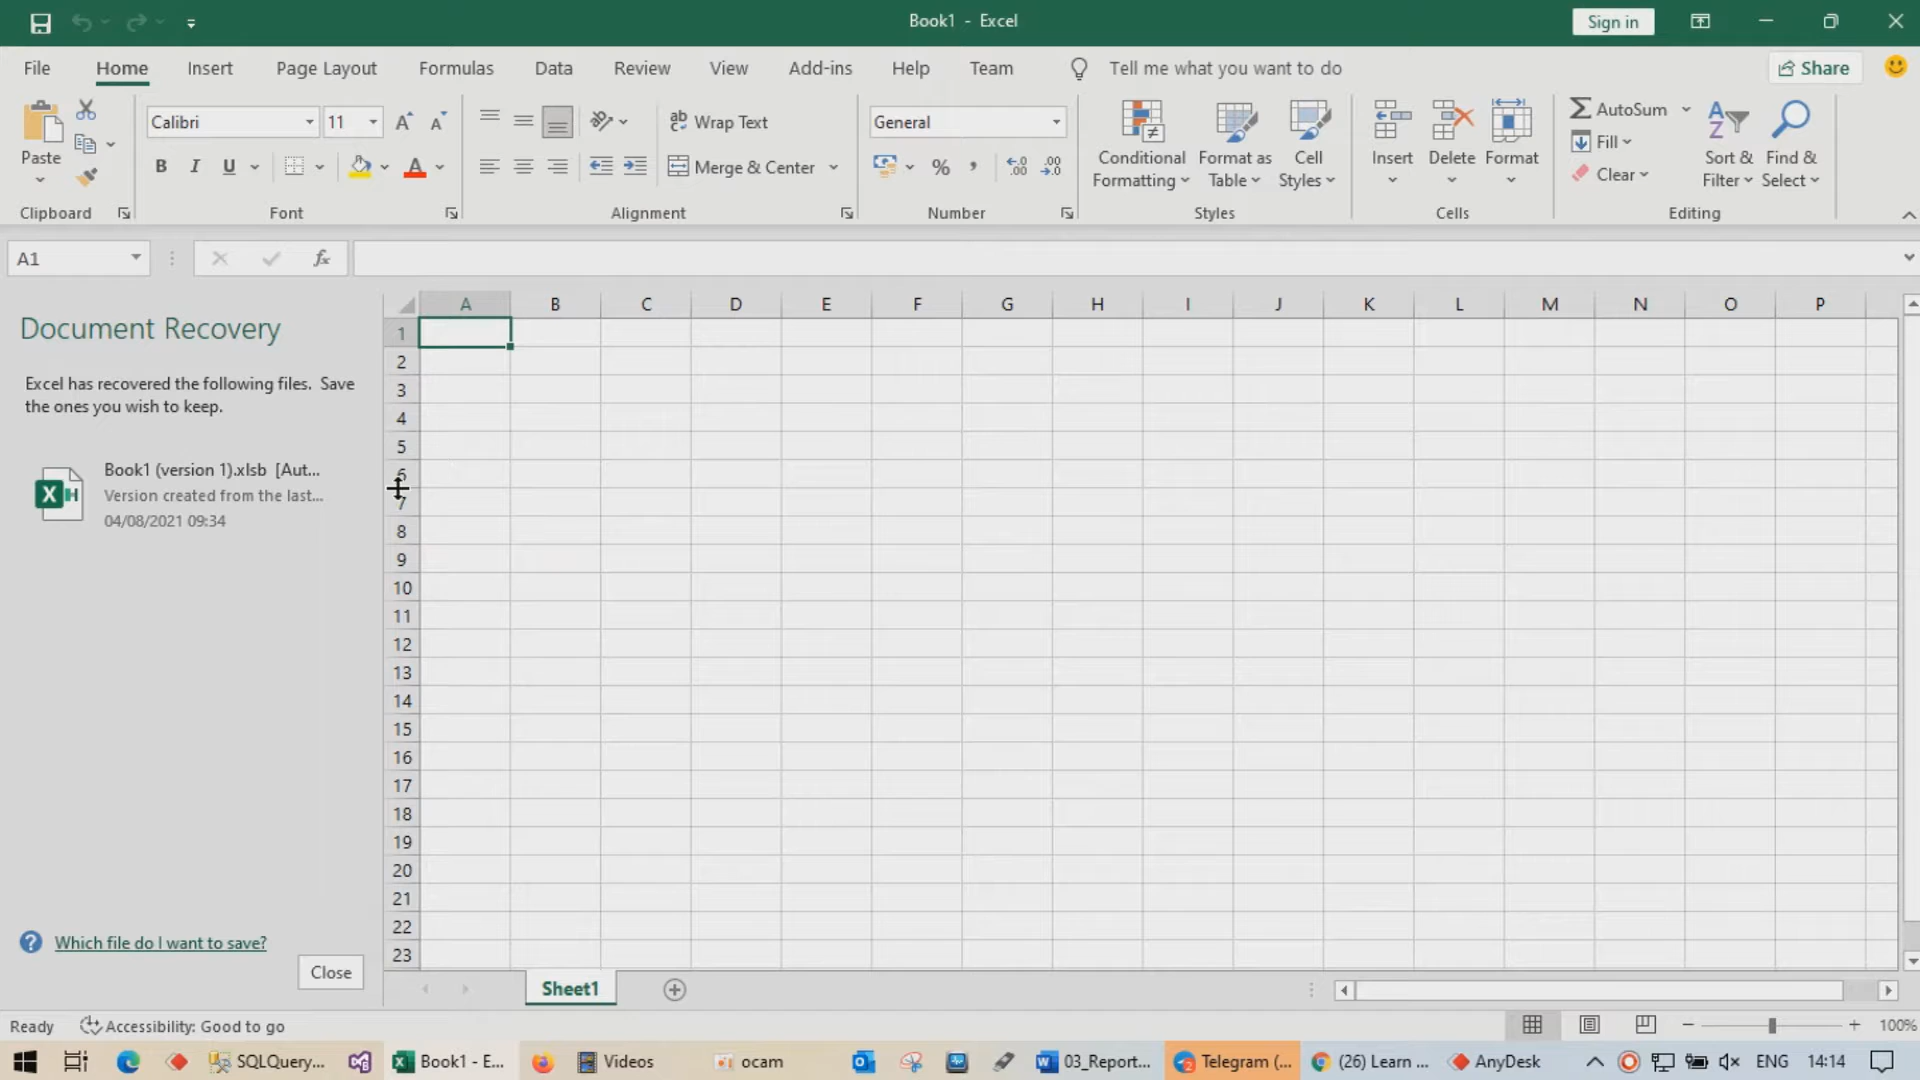 Book1 - Excel
Sign in
File Home Insert Page Layout Formulas Data Review View Add-ins Help Team Tell me what you want to do Share
Paste
Clipboard
Calibri 11
B I U A
Font
ab Wrap Text
Merge & Center
Alignment
General
% ,
Number
Conditional Formatting
Format as Table
Cell Styles
Styles
Insert Delete Format
Cells
AutoSum
Fill
Clear
Sort & Filter
Find & Select
Editing
A1 fx
A B C D E F G H I J K L M N O P
Document Recovery
Excel has recovered the following files. Save
the ones you wish to keep.
Book1 (version 1).xlsb [Aut...
Version created from the last...
04/08/2021 09:34
Which file do I want to save?
Close
1
2
3
4
5
6
7
8
9
10
11
12
13
14
15
16
17
18
19
20
21
22
23
Sheet1
Ready Accessibility: Good to go 100%
SQLQuery... Book1 - E... Videos ocam 03_Report... Telegram (... (26) Learn ... AnyDesk ENG 14:14